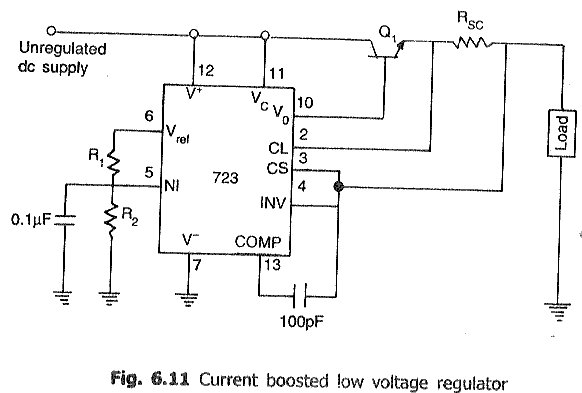 Q1
RSC
Unregulated
dc supply
12
11
V+
VC
V0
10
6
Vref
2
CL
R1
3
CS
5
NI
723
4
INV
Load
0.1μF
R2
V−
COMP
7
13
100pF
Fig. 6.11 Current boosted low voltage regulator